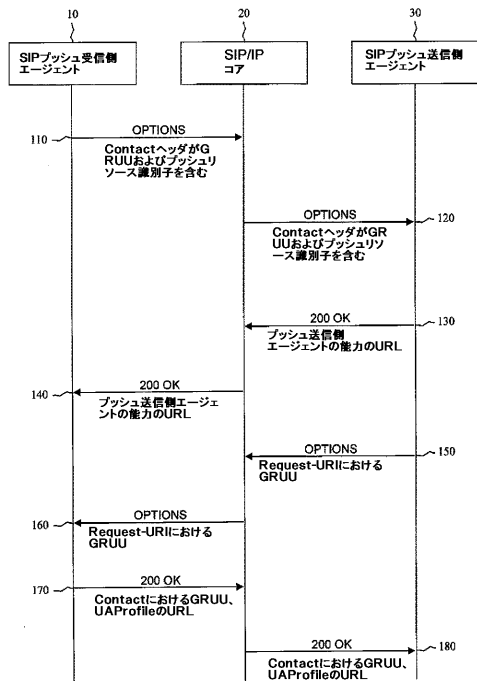 10
20
30
SIPプッシュ受信側
エージェント
SIP/IP
コア
SIPプッシュ送信側
エージェント
110
OPTIONS
ContactヘッダがG
RUUおよびプッシュリ
ソース識別子を含む
OPTIONS
120
ContactヘッダがGR
UUおよびプッシュリソ
ース識別子を含む
200 OK
130
プッシュ送信側
エージェントの能力のURL
140
200 OK
プッシュ送信側エージェ
ントの能力のURL
OPTIONS
150
Request-URIにおける
GRUU
160
OPTIONS
Request-URIにおける
GRUU
170
200 OK
ContactにおけるGRUU、
UAProfileのURL
200 OK
180
ContactにおけるGRUU、
UAProfileのURL